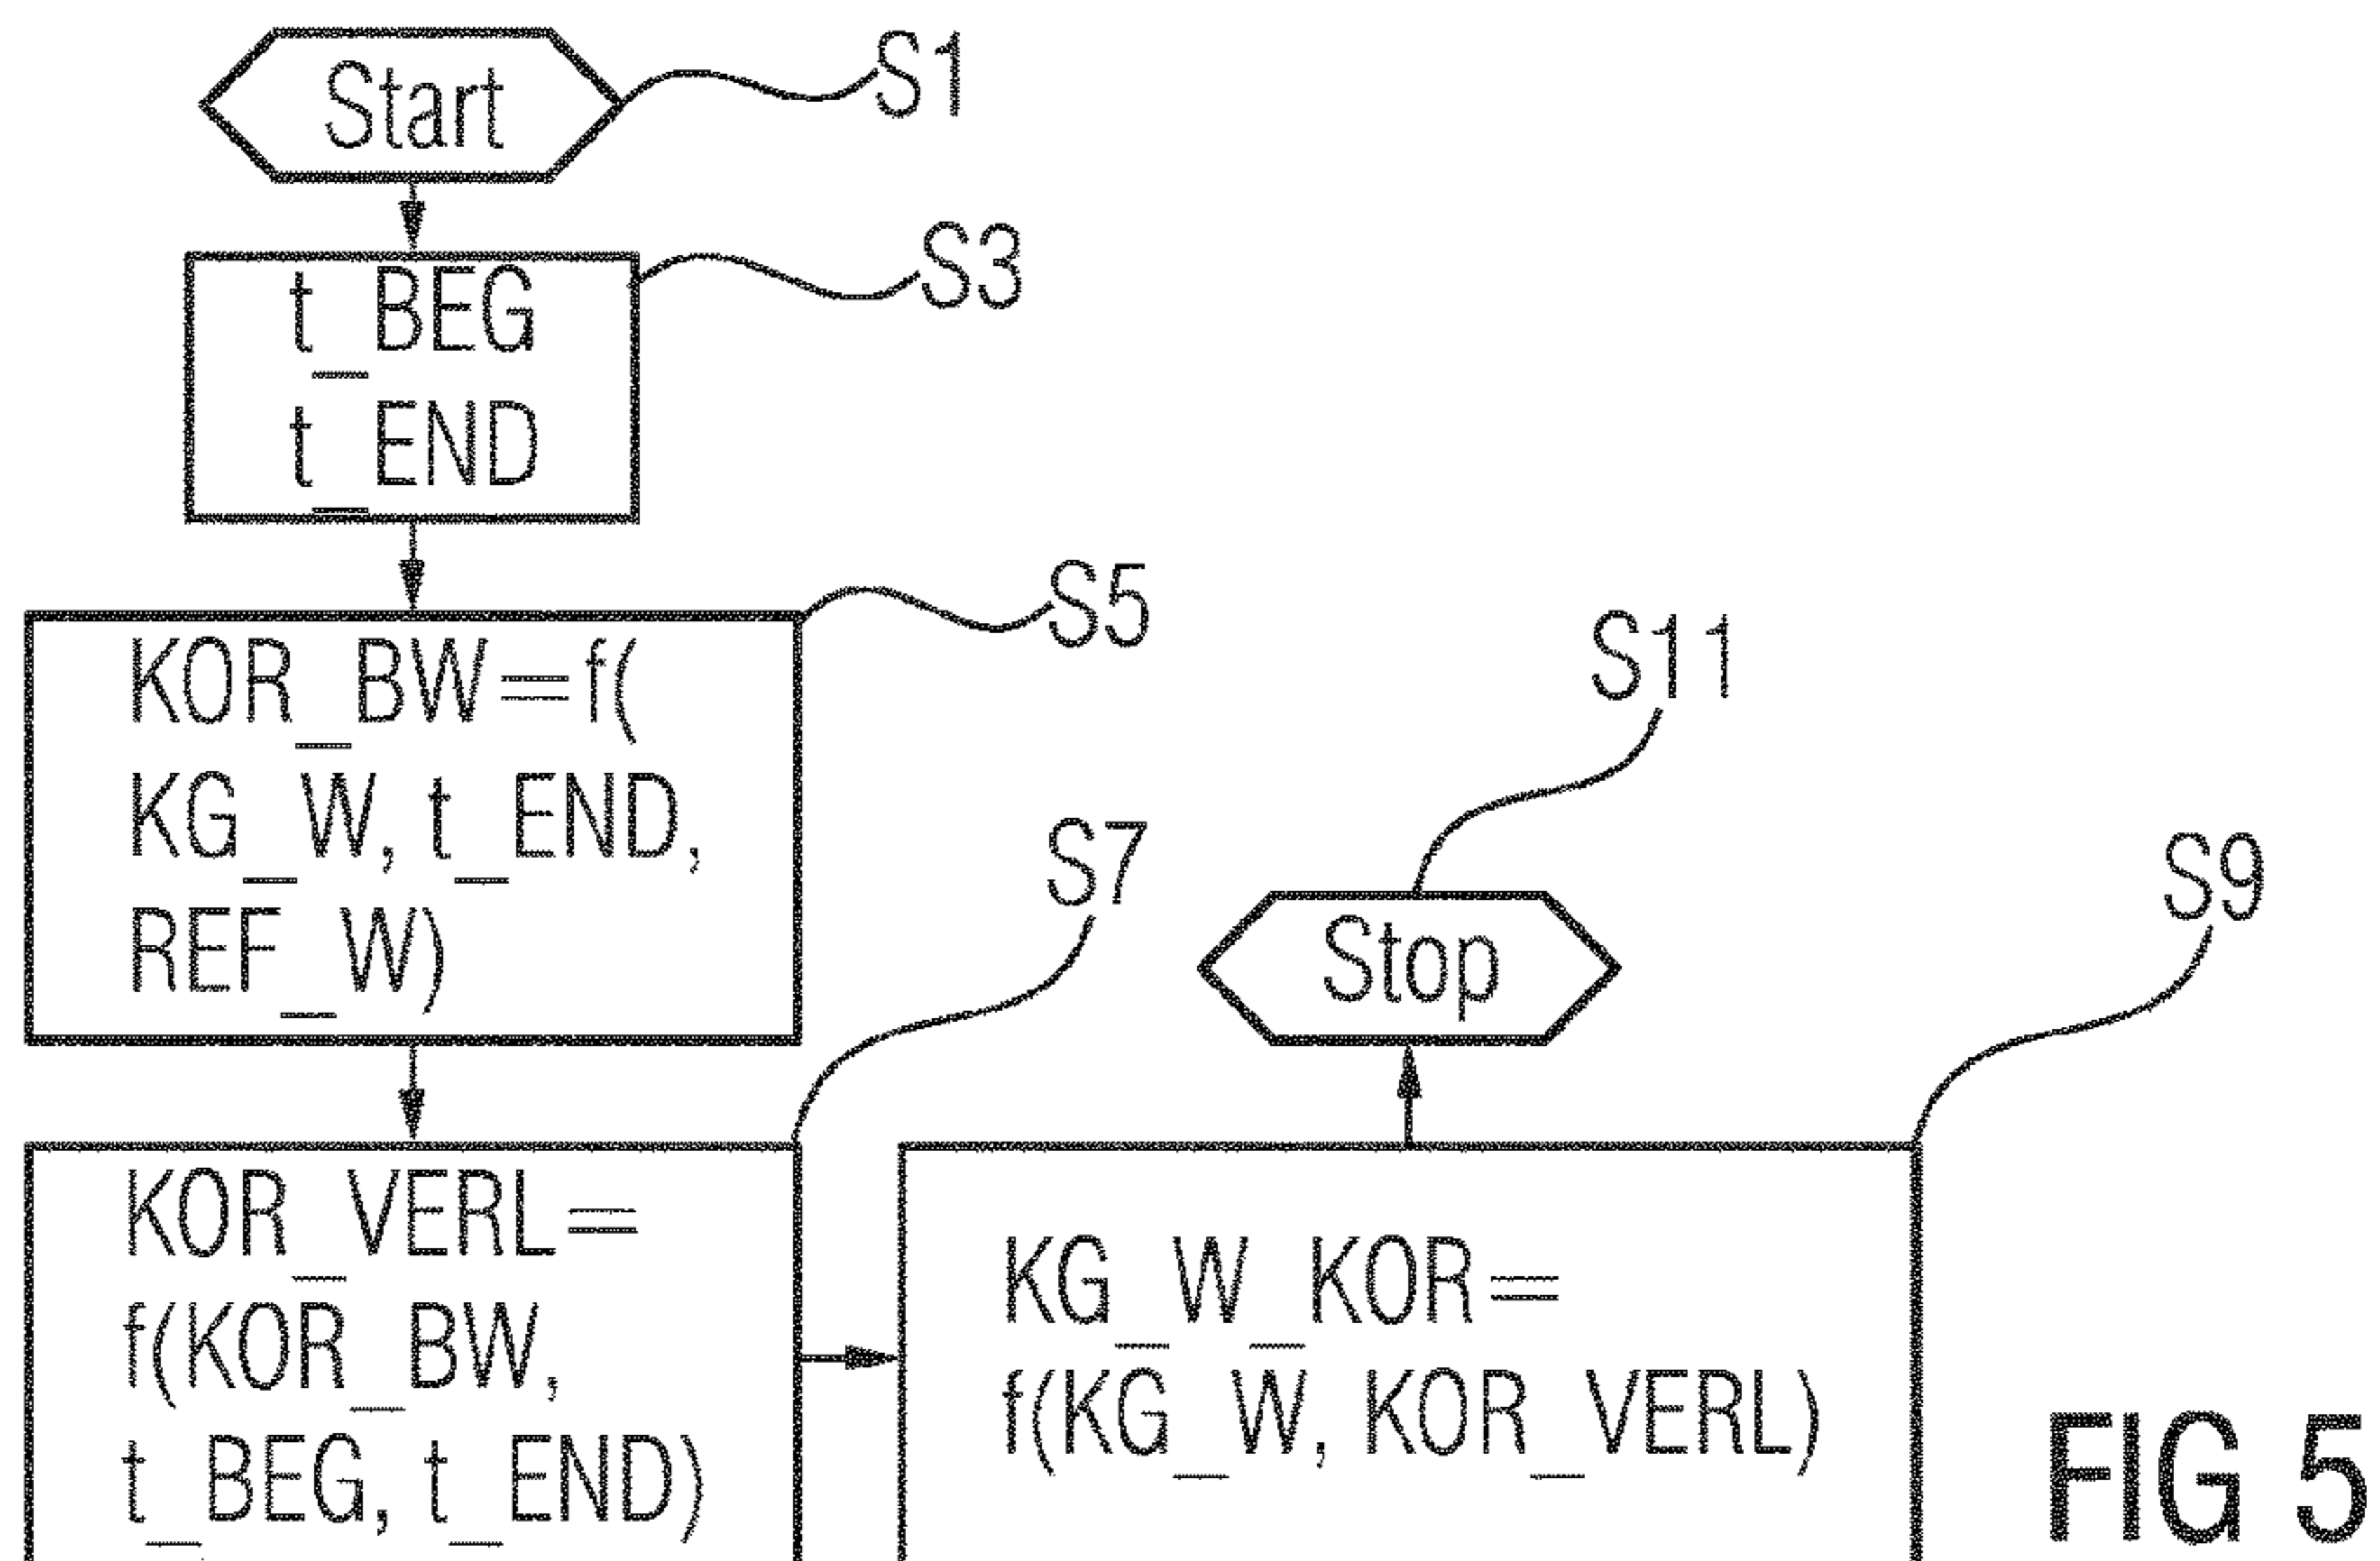 Start
S1
t_BEG
t_END
S3
KOR_BW=f(
KG_W, t_END,
REF_W)
S5
KOR_VERL=
f(KOR_BW,
t_BEG, t_END)
S7
KG_W_KOR=
f(KG_W, KOR_VERL)
S9
Stop
S11
FIG 5